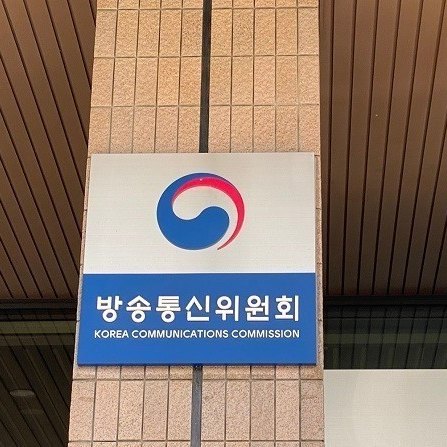 방송통신위원회
KOREA COMMUNICATIONS COMMISSION